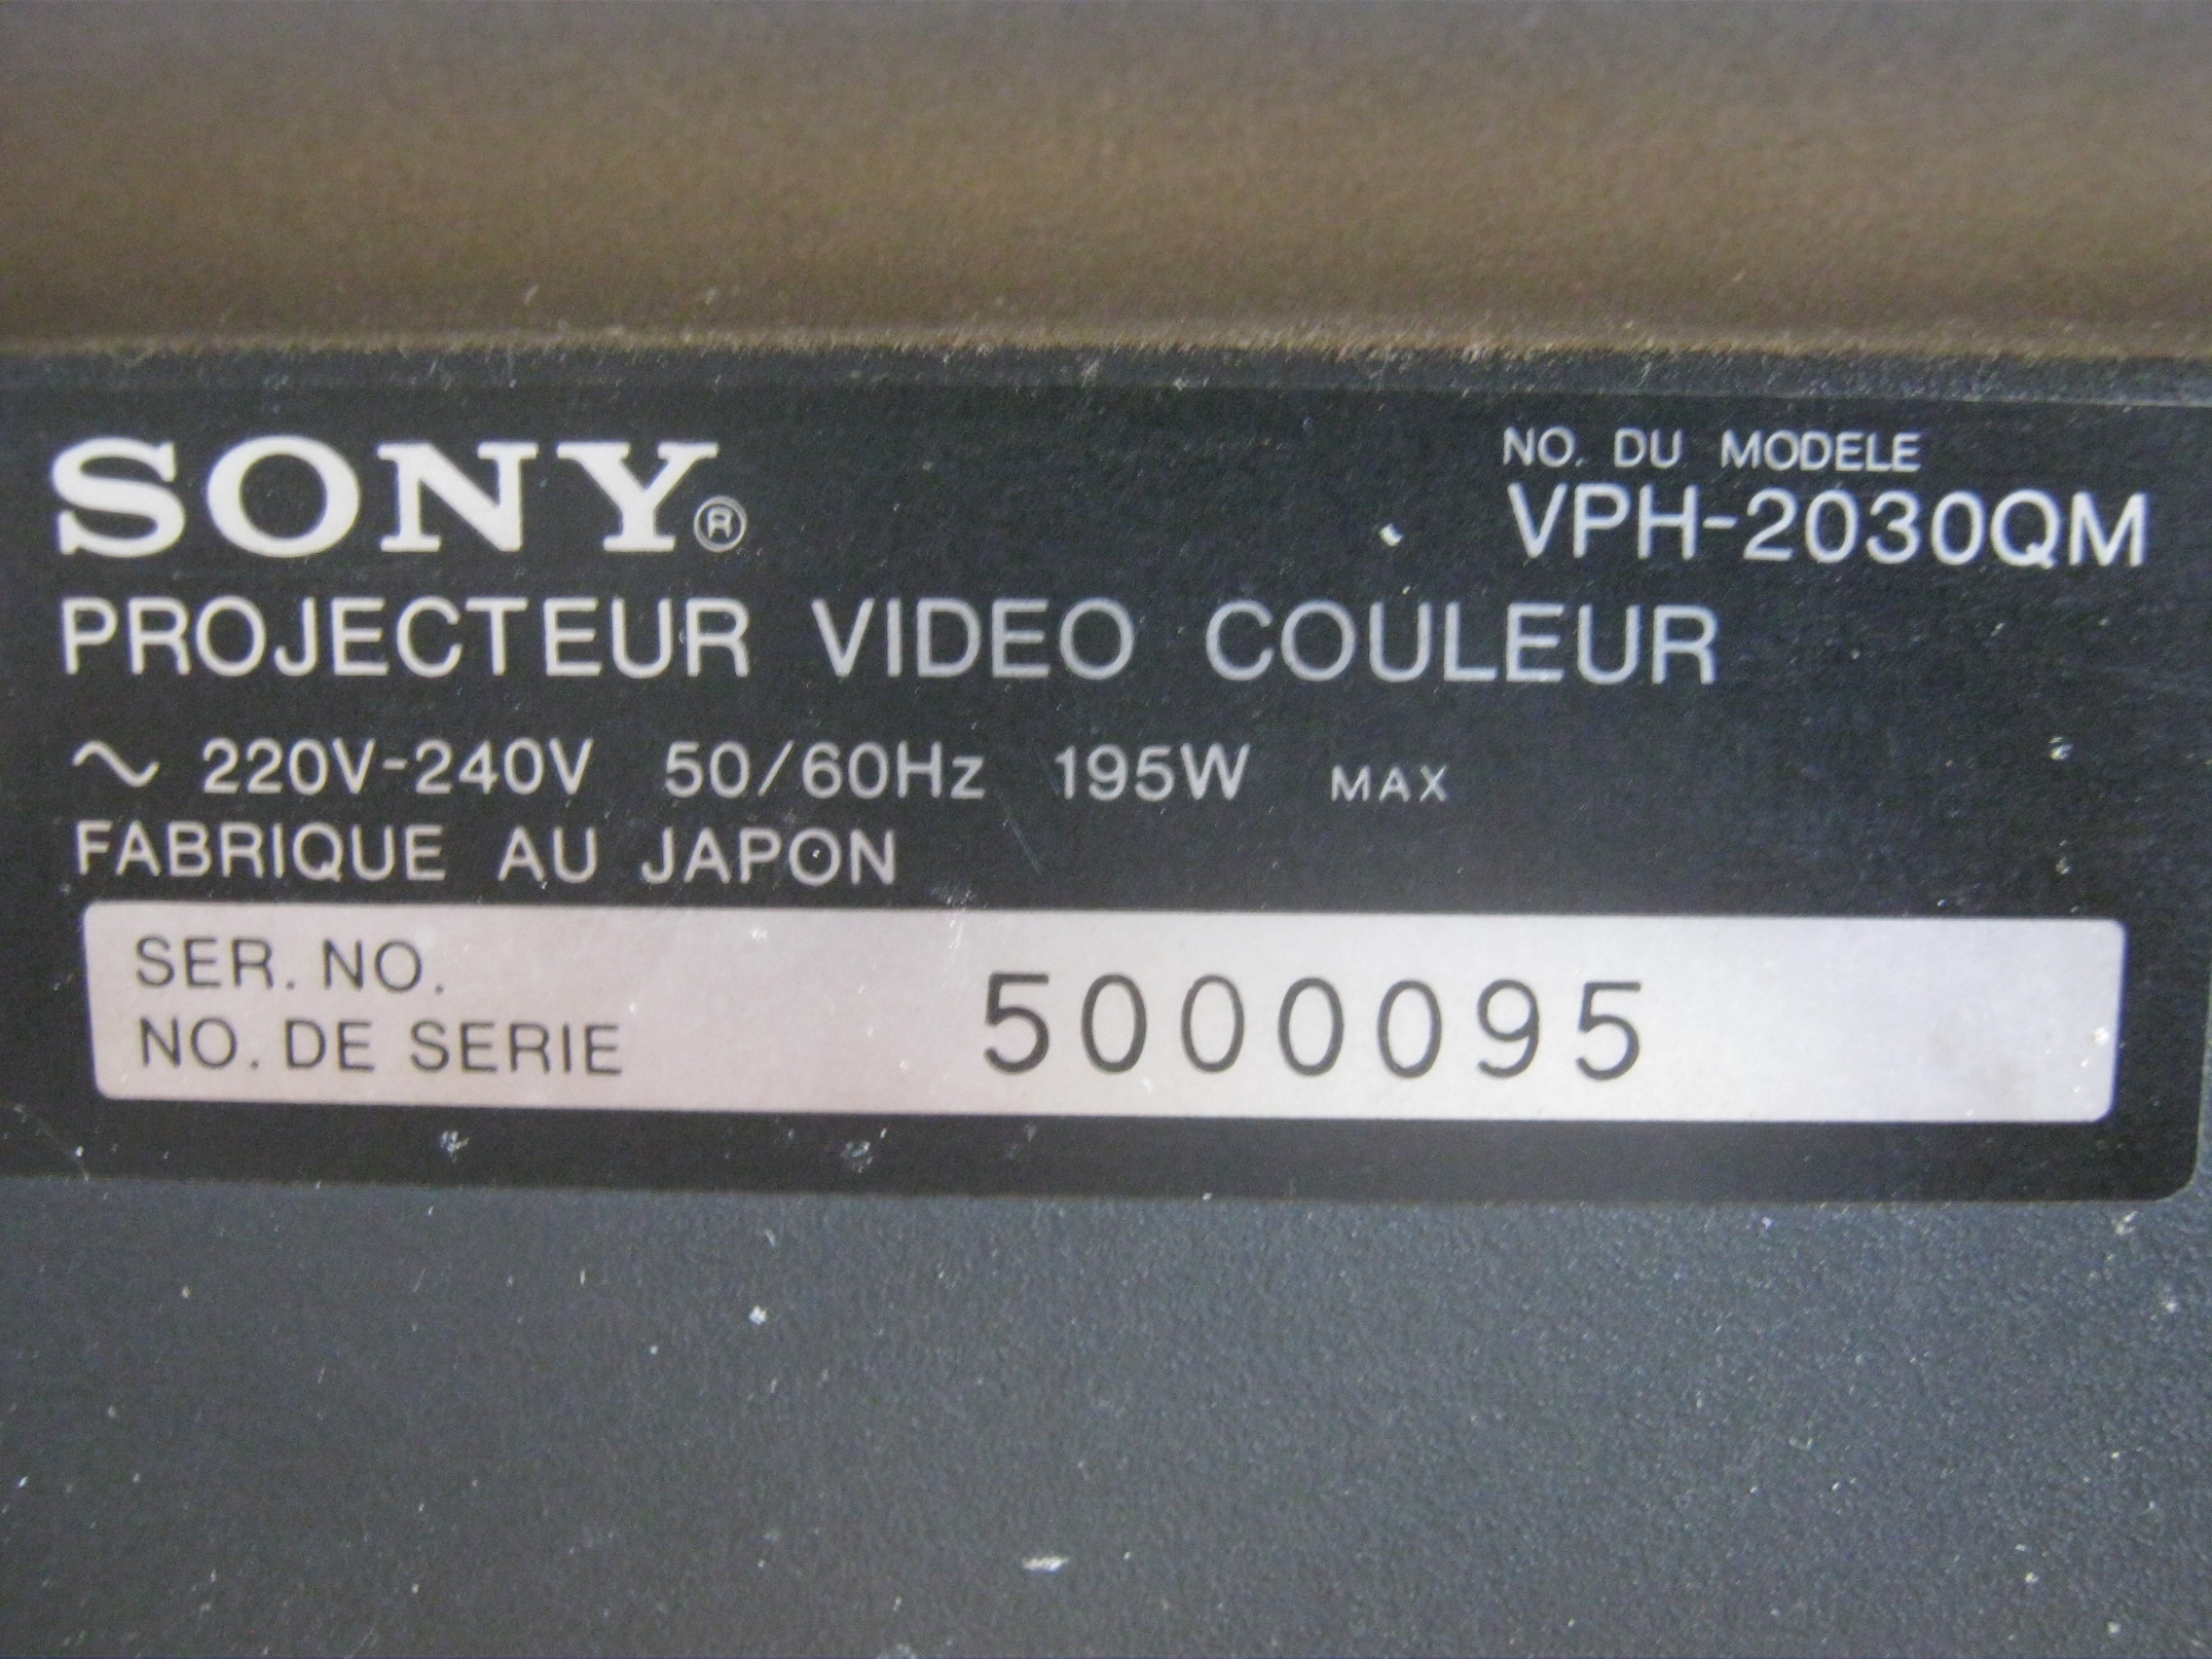 SONY®
NO. DU MODELE
VPH-2030QM
PROJECTEUR VIDEO COULEUR
~ 220V-240V 50/60Hz 195W MAX
FABRIQUE AU JAPON
SER. NO.
NO. DE SERIE
5000095